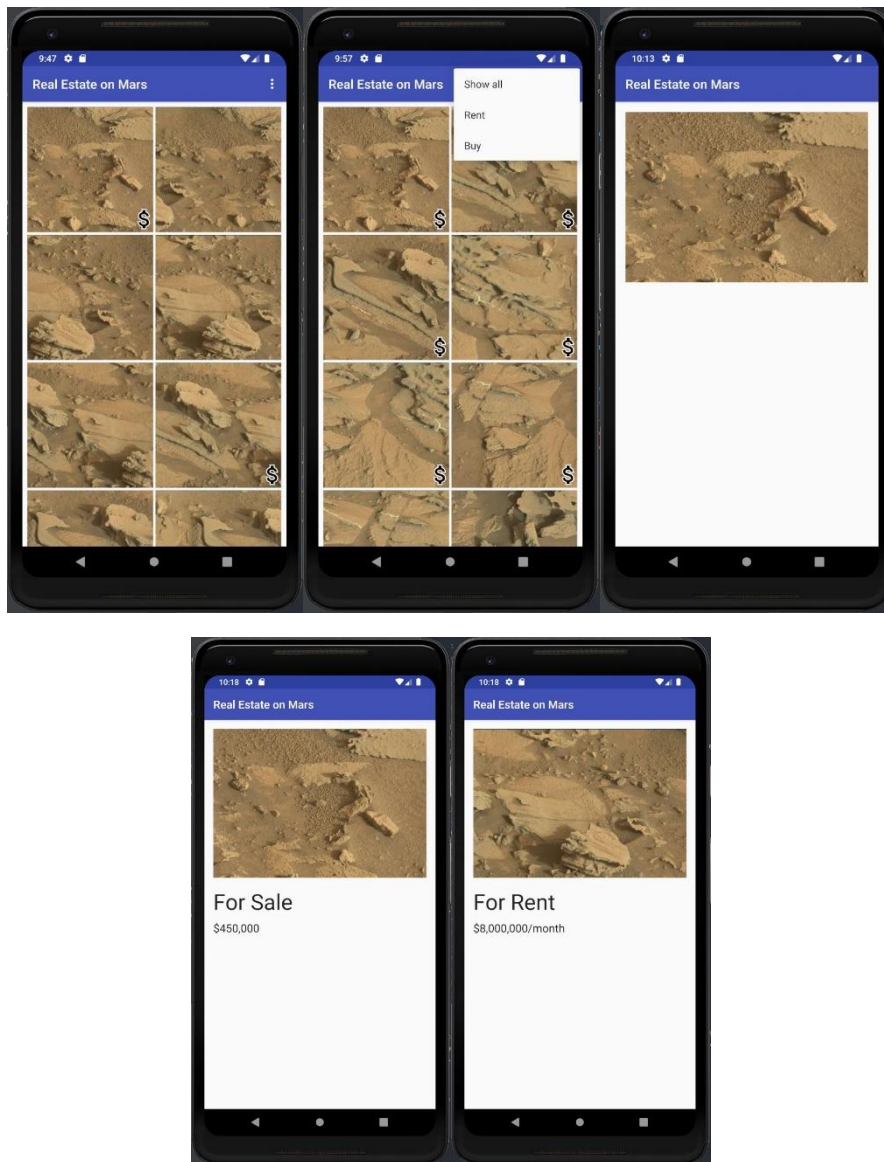 9:47
Real Estate on Mars
$
$
9:57
Real Estate on Mars
Show all
Rent
Buy
$
$
$
$
$
$
10:13
Real Estate on Mars
10:18
Real Estate on Mars
For Sale
$450,000
10:18
Real Estate on Mars
For Rent
$8,000,000/month